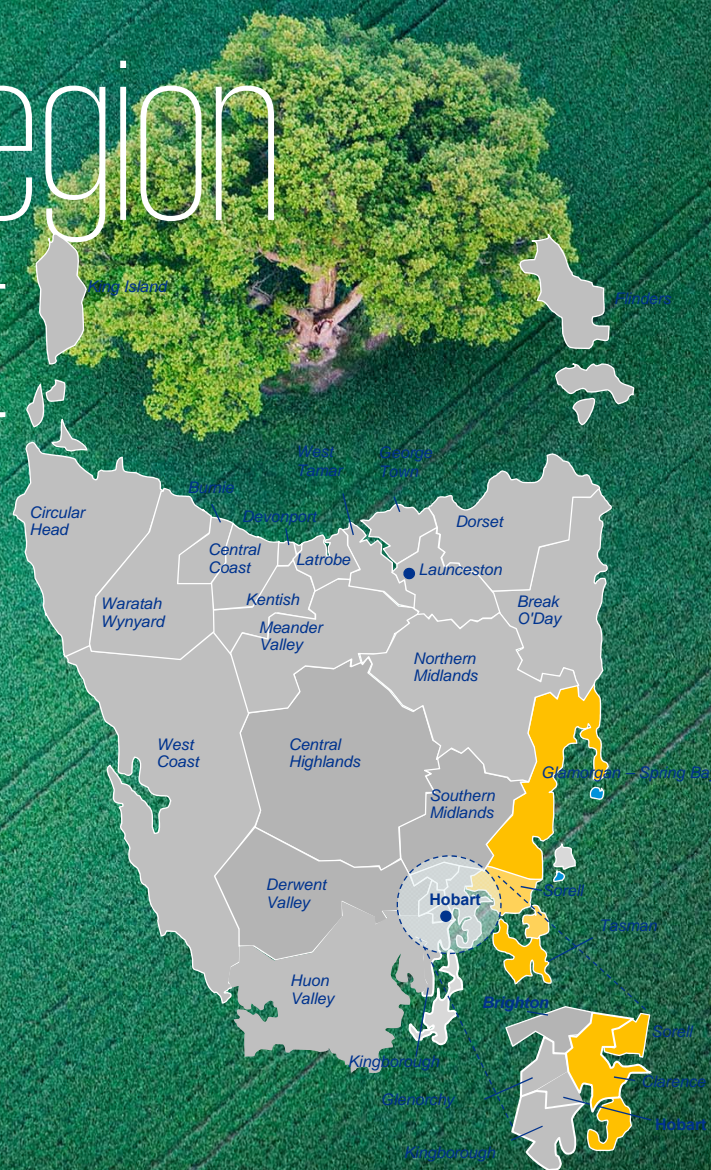 egion
King Island
Flinders
West
Tamar
George
Town
Burnie
Devonport
Circular
Head
Dorset
Central
Coast
Latrobe
Launceston
Waratah
Wynyard
Kentish
Break
O'Day
Meander
Valley
Northern
Midlands
West
Coast
Central
Highlands
Glamorgan – Spring Ba
Southern
Midlands
Derwent
Valley
Hobart
Sorell
Tasman
Huon
Valley
Brighton
Sorell
Kingborough
Clarence
Glenorchy
Hobart
Kingborough